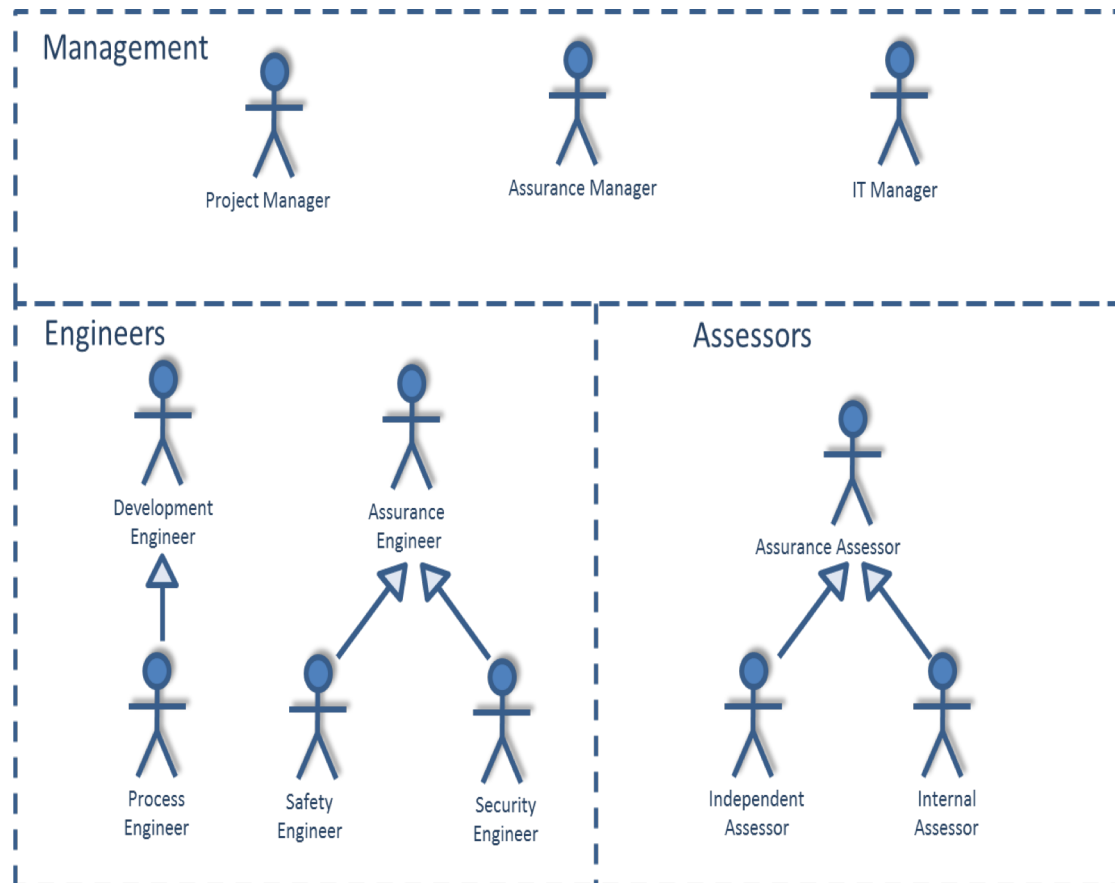 Management
Project Manager
Assurance Manager
IT Manager
Engineers
Development
Engineer
Assurance
Engineer
Process
Engineer
Safety
Engineer
Security
Engineer
Assessors
Assurance Assessor
Independent
Assessor
Internal
Assessor